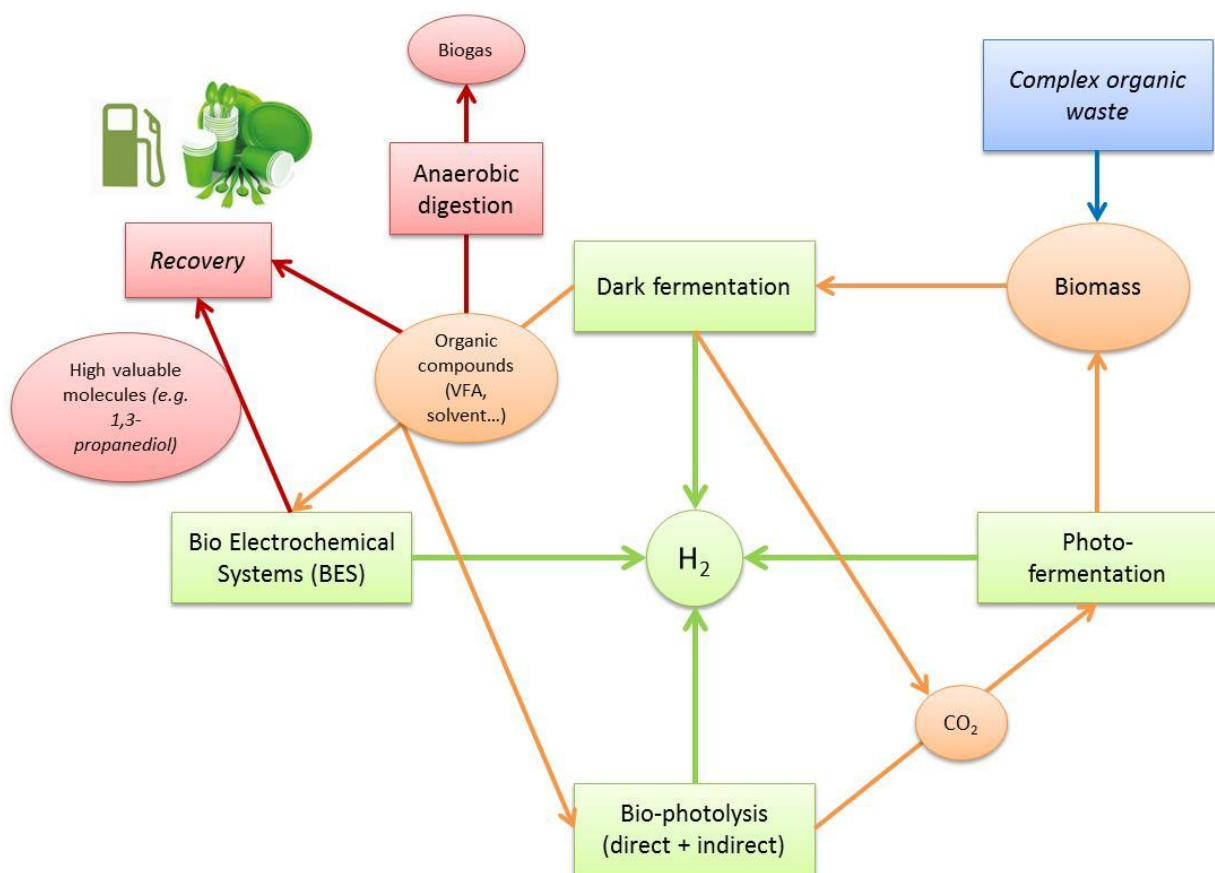 Biogas
Complex organic
waste
Anaerobic
digestion
Recovery
Dark fermentation
Biomass
Organic
compounds
(VFA,
solvent...)
High valuable
molecules (e.g.
1,3-
propanediol)
Bio Electrochemical
Systems (BES)
H₂
Photo-
fermentation
CO₂
Bio-photolysis
(direct + indirect)